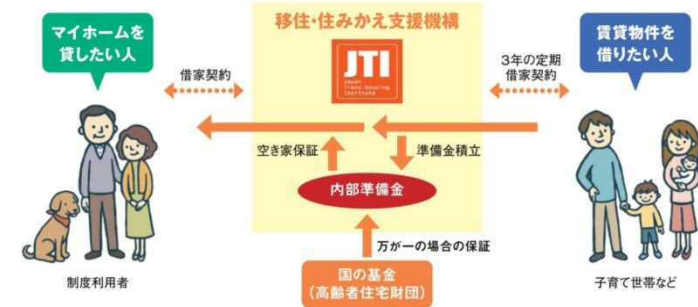 マイホームを
貸したい人
移住・住みかえ支援機構
賃貸物件を
借りたい人
JTI
Japan
Trans-housing
Institute
借家契約
3年の定期
借家契約
空き家保証
準備金積立
内部準備金
万が一の場合の保証
国の基金
(高齢者住宅財団)
制度利用者
子育て世帯など